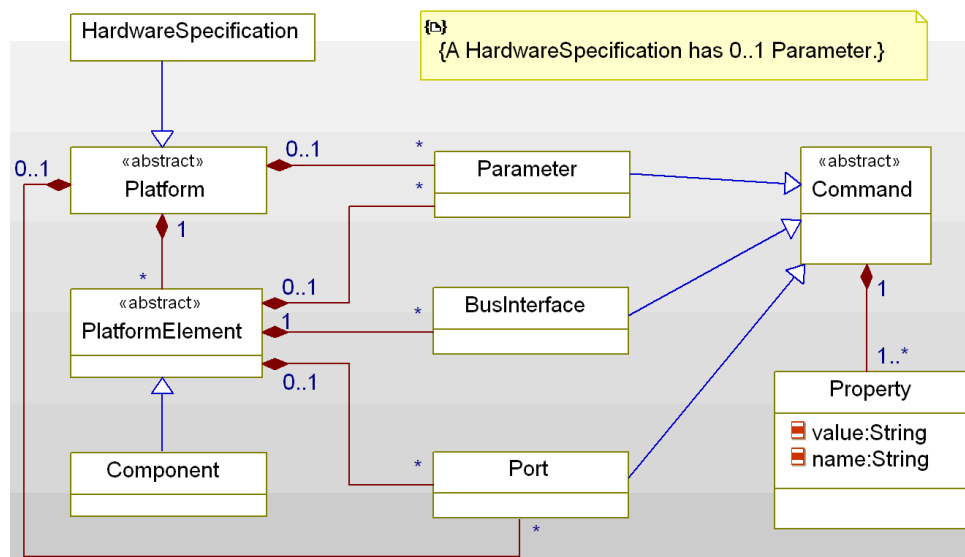 HardwareSpecification
{A HardwareSpecification has 0..1 Parameter.}
0..1
«abstract»
Platform
0..1
*
Parameter
*
«abstract»
Command
1
*
«abstract»
PlatformElement
0..1
1
*
BusInterface
0..1
1
1..*
Property
value:String
name:String
Component
*
Port
*